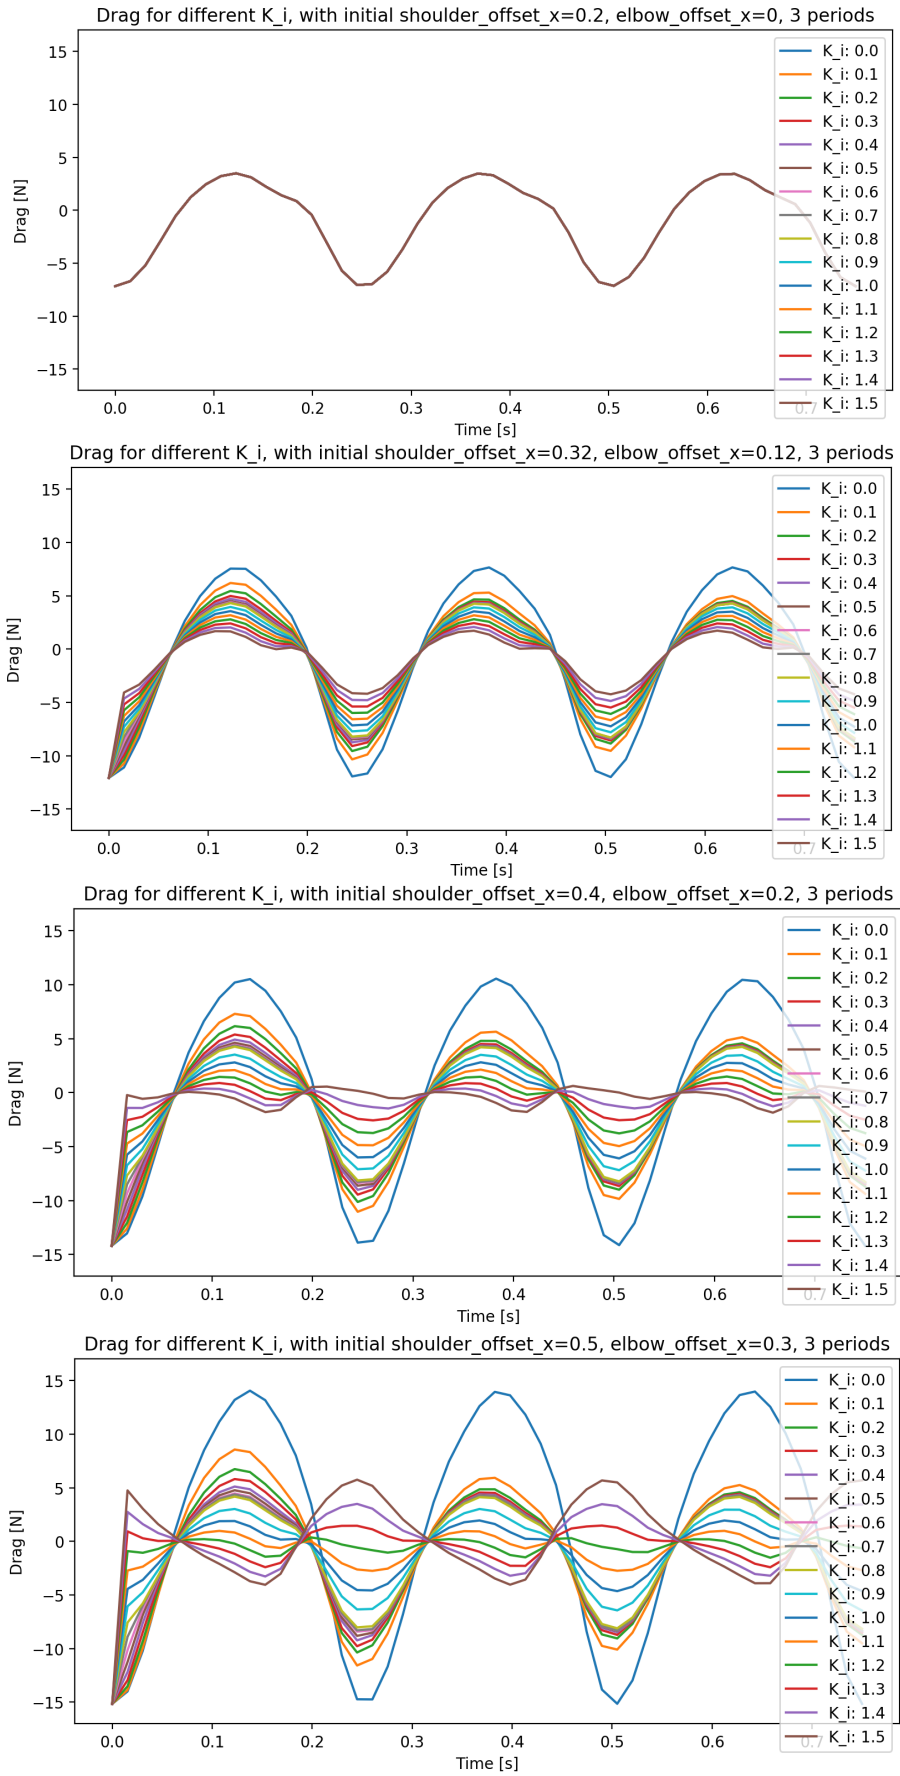 Drag for different K_i, with initial shoulder_offset_x=0.2, elbow_offset_x=0, 3 periods
15
10
5
0
−5
−10
−15
Drag [N]
K_i: 0.0
K_i: 0.1
K_i: 0.2
K_i: 0.3
K_i: 0.4
K_i: 0.5
K_i: 0.6
K_i: 0.7
K_i: 0.8
K_i: 0.9
K_i: 1.0
K_i: 1.1
K_i: 1.2
K_i: 1.3
K_i: 1.4
K_i: 1.5
0.0 0.1 0.2 0.3 0.4 0.5 0.6 0.7
Time [s]
Drag for different K_i, with initial shoulder_offset_x=0.32, elbow_offset_x=0.12, 3 periods
15
10
5
0
−5
−10
−15
Drag [N]
K_i: 0.0
K_i: 0.1
K_i: 0.2
K_i: 0.3
K_i: 0.4
K_i: 0.5
K_i: 0.6
K_i: 0.7
K_i: 0.8
K_i: 0.9
K_i: 1.0
K_i: 1.1
K_i: 1.2
K_i: 1.3
K_i: 1.4
K_i: 1.5
0.0 0.1 0.2 0.3 0.4 0.5 0.6 0.7
Time [s]
Drag for different K_i, with initial shoulder_offset_x=0.4, elbow_offset_x=0.2, 3 periods
15
10
5
0
−5
−10
−15
Drag [N]
K_i: 0.0
K_i: 0.1
K_i: 0.2
K_i: 0.3
K_i: 0.4
K_i: 0.5
K_i: 0.6
K_i: 0.7
K_i: 0.8
K_i: 0.9
K_i: 1.0
K_i: 1.1
K_i: 1.2
K_i: 1.3
K_i: 1.4
K_i: 1.5
0.0 0.1 0.2 0.3 0.4 0.5 0.6 0.7
Time [s]
Drag for different K_i, with initial shoulder_offset_x=0.5, elbow_offset_x=0.3, 3 periods
15
10
5
0
−5
−10
−15
Drag [N]
K_i: 0.0
K_i: 0.1
K_i: 0.2
K_i: 0.3
K_i: 0.4
K_i: 0.5
K_i: 0.6
K_i: 0.7
K_i: 0.8
K_i: 0.9
K_i: 1.0
K_i: 1.1
K_i: 1.2
K_i: 1.3
K_i: 1.4
K_i: 1.5
0.0 0.1 0.2 0.3 0.4 0.5 0.6 0.7
Time [s]